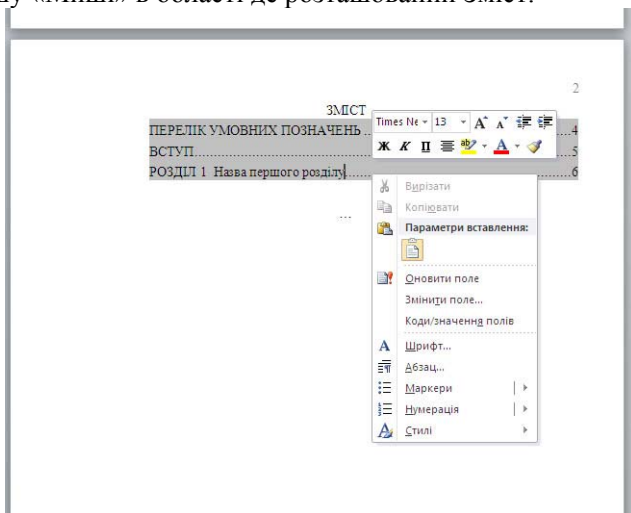 «Миші» в області де розташований Зміст.
2
ЗМІСТ
ПЕРЕЛІК УМОВНИХ ПОЗНАЧЕНЬ...4
ВСТУП...5
РОЗДІЛ 1 Назва першого розділу...6
...
Times Ne 13
Ж К П
Вирізати
Копіювати
Параметри вставлення:
Оновити поле
Змінити поле...
Коди/значення полів
Шрифт...
Абзац...
Маркери
Нумерація
Стилі